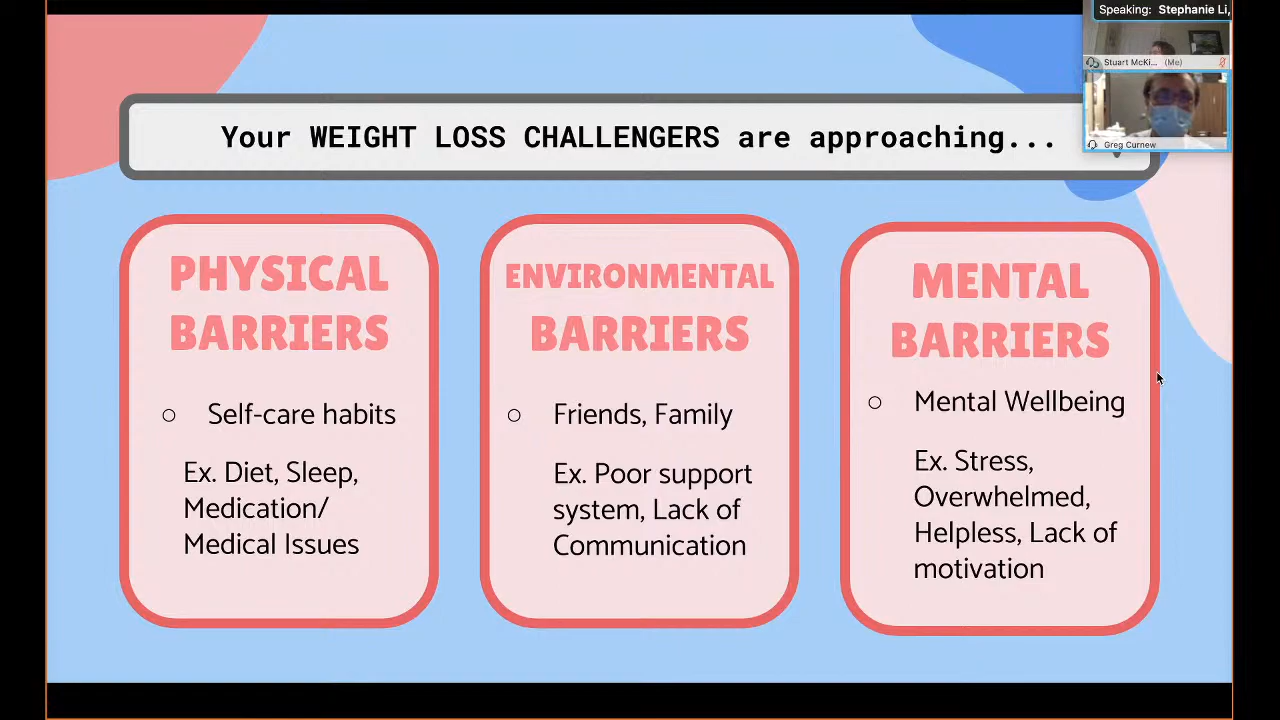 Speaking: Stephanie Li,
Stuart McKi... (Me)
Greg Curnew
Your WEIGHT LOSS CHALLENGERS are approaching...
PHYSICAL
BARRIERS
○ Self-care habits
Ex. Diet, Sleep,
Medication/
Medical Issues
ENVIRONMENTAL
BARRIERS
○ Friends, Family
Ex. Poor support
system, Lack of
Communication
MENTAL
BARRIERS
○ Mental Wellbeing
Ex. Stress,
Overwhelmed,
Helpless, Lack of
motivation